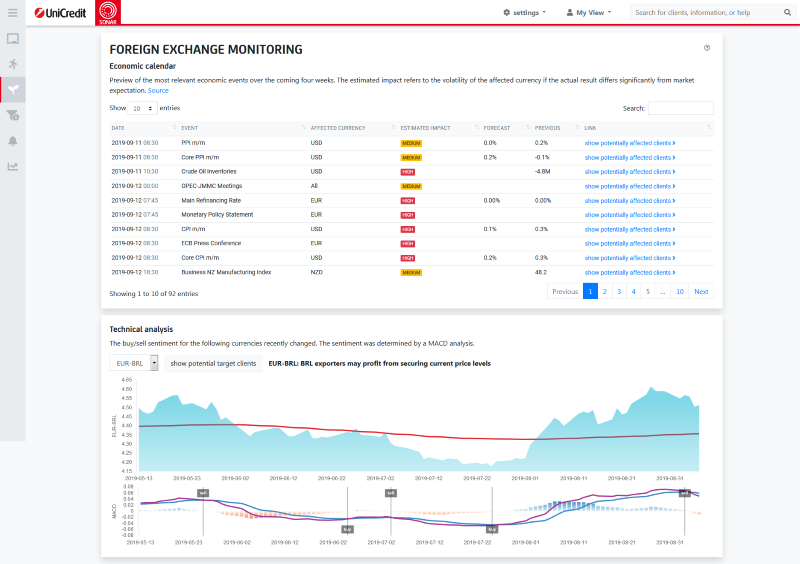 UniCredit
SONAR
settings
My View
Search for clients, information, or help
FOREIGN EXCHANGE MONITORING
Economic calendar
Preview of the most relevant economic events over the coming four weeks. The estimated impact refers to the volatility of the affected currency if the actual result differs significantly from market
expectation. Source
Show 10 entries
Search:
DATE EVENT AFFECTED CURRENCY ESTIMATED IMPACT FORECAST PREVIOUS LINK
2019-09-11 08:30 PPI m/m USD MEDIUM 0.0% 0.2% show potentially affected clients
2019-09-11 08:30 Core PPI m/m USD MEDIUM 0.2% -0.1% show potentially affected clients
2019-09-11 10:30 Crude Oil Inventories USD HIGH -4.8M show potentially affected clients
2019-09-12 00:00 OPEC-JMMC Meetings All MEDIUM show potentially affected clients
2019-09-12 07:45 Main Refinancing Rate EUR HIGH 0.00% 0.00% show potentially affected clients
2019-09-12 07:45 Monetary Policy Statement EUR HIGH show potentially affected clients
2019-09-12 08:30 CPI m/m USD HIGH 0.1% 0.3% show potentially affected clients
2019-09-12 08:30 ECB Press Conference EUR HIGH show potentially affected clients
2019-09-12 08:30 Core CPI m/m USD HIGH 0.2% 0.3% show potentially affected clients
2019-09-12 18:30 Business NZ Manufacturing Index NZD MEDIUM 48.2 show potentially affected clients
Showing 1 to 10 of 92 entries
Previous 1 2 3 4 5 ... 10 Next
Technical analysis
The buy/sell sentiment for the following currencies recently changed. The sentiment was determined by a MACD analysis.
EUR-BRL show potential target clients EUR-BRL: BRL exporters may profit from securing current price levels
4.65
4.60
4.55
4.50
4.45
4.40
4.35
4.30
4.25
4.20
4.15
EUR-BRL
2019-05-13 2019-05-23 2019-06-02 2019-06-12 2019-06-22 2019-07-02 2019-07-12 2019-07-22 2019-08-01 2019-08-11 2019-08-21 2019-08-31
0.08
0.06
0.04
0.02
0.00
-0.02
-0.04
-0.06
-0.08
MACD
sell sell sell
buy buy
2019-05-13 2019-05-23 2019-06-02 2019-06-12 2019-06-22 2019-07-02 2019-07-12 2019-07-22 2019-08-01 2019-08-11 2019-08-21 2019-08-31